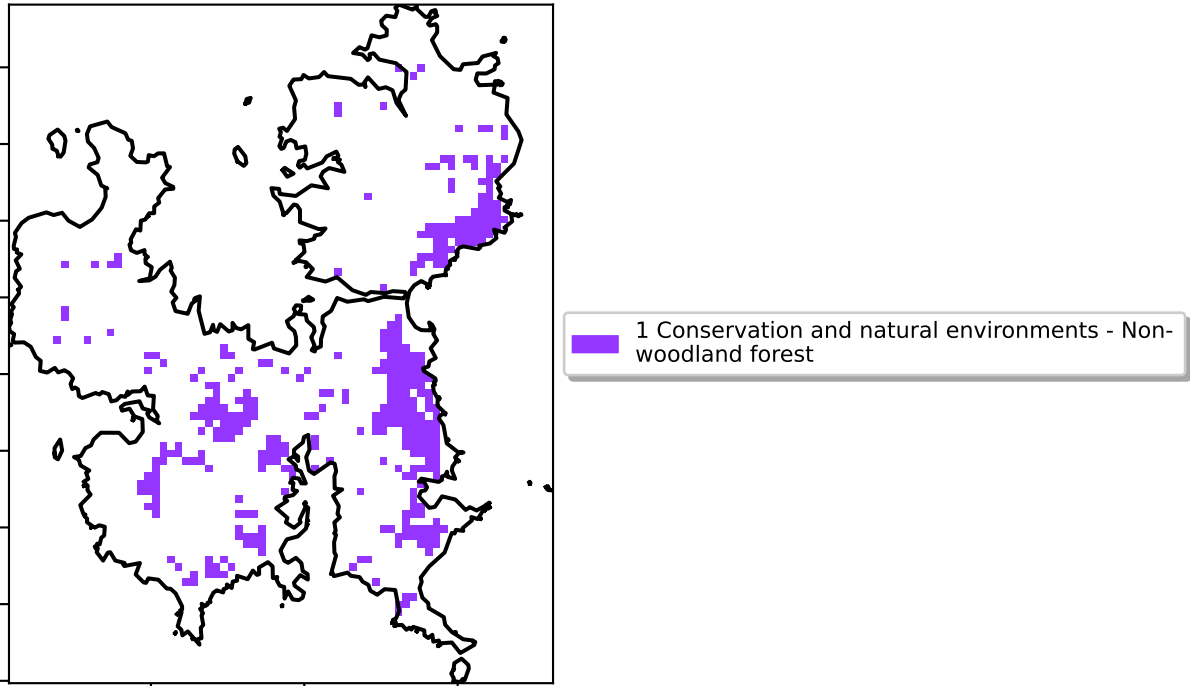 1 Conservation and natural environments - Non-
woodland forest